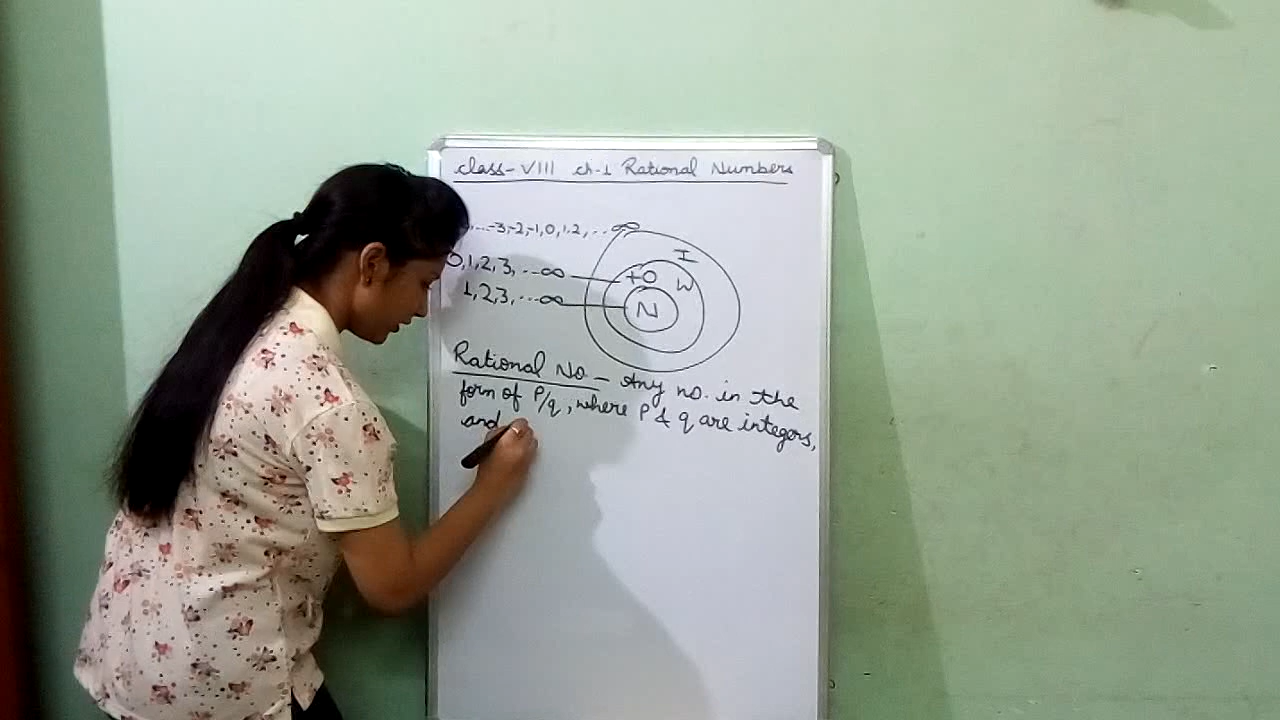 class-VIII ch-1 Rational Numbers
...-3,-2,-1,0,1,2,...∞
I
0,1,2,3,...∞
+0
W
1,2,3,...∞
N
Rational No - Any no. in the
form of P/q, where P & q are integers,
and